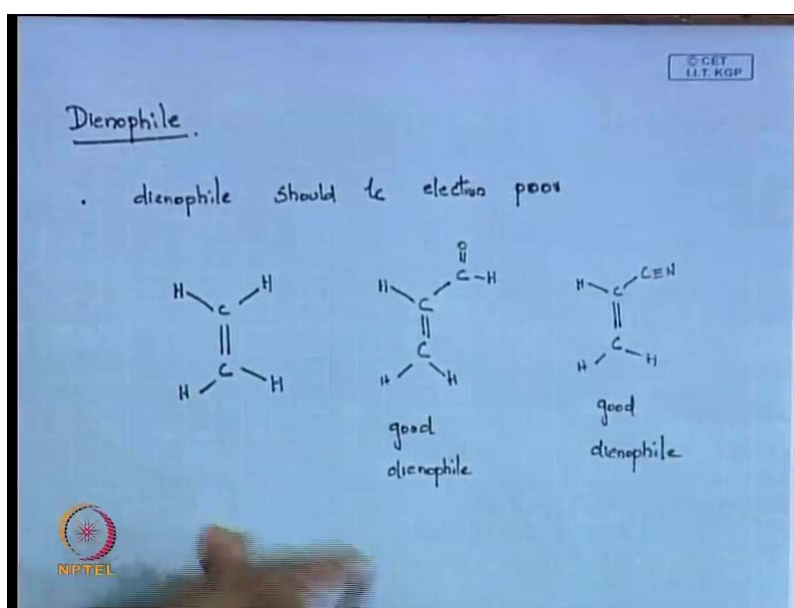 © CET
I.I.T. KGP
Dienophile.
. dienophile should be electron poor
H H
C
||
C
H H
O
||
H C-H
C
||
C
H H
good
dienophile
H C≡N
C
||
C
H H
good
dienophile
NPTEL